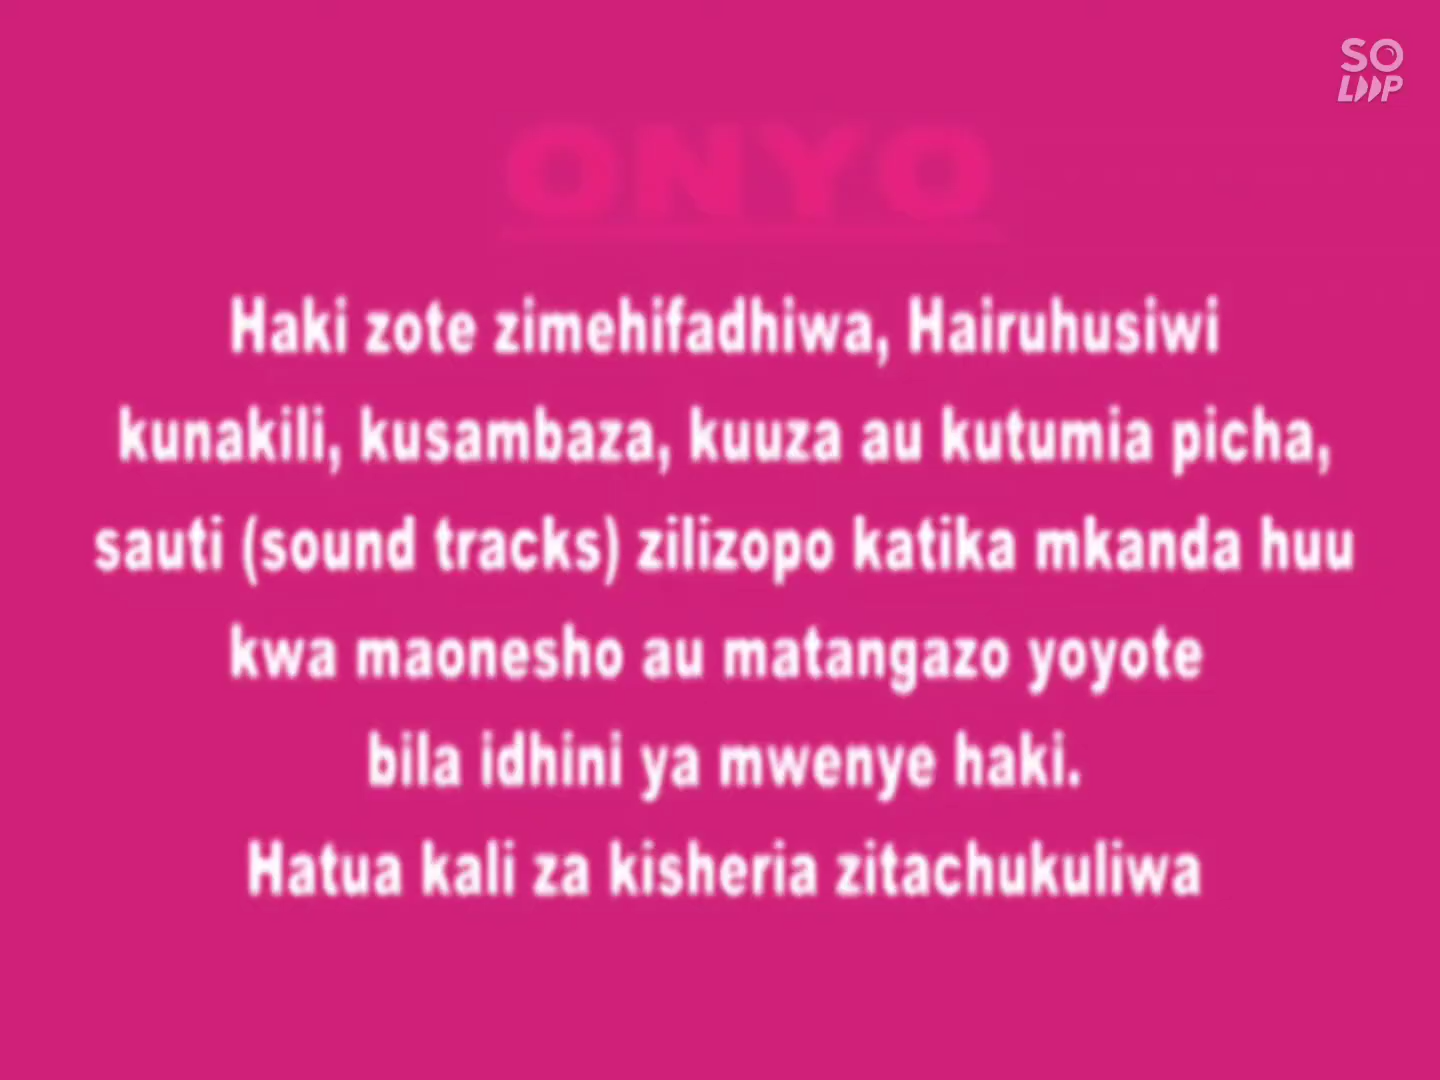 SO
LOOP
ONYO
Haki zote zimehifadhiwa, Hairuhusiwi
kunakili, kusambaza, kuuza au kutumia picha,
sauti (sound tracks) zilizopo katika mkanda huu
kwa maonesho au matangazo yoyote
bila idhini ya mwenye haki.
Hatua kali za kisheria zitachukuliwa